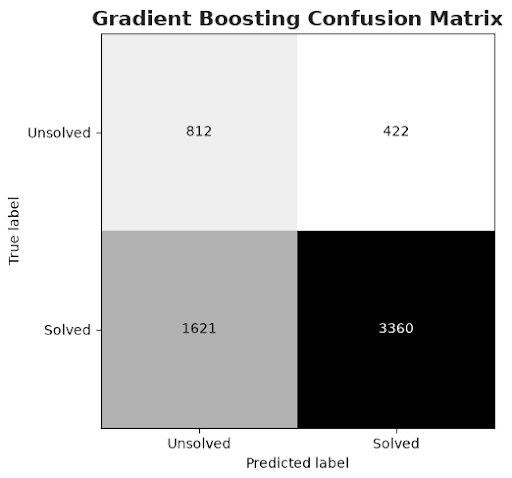 Gradient Boosting Confusion Matrix
Unsolved
812
422
True label
Solved
1621
3360
Unsolved
Solved
Predicted label